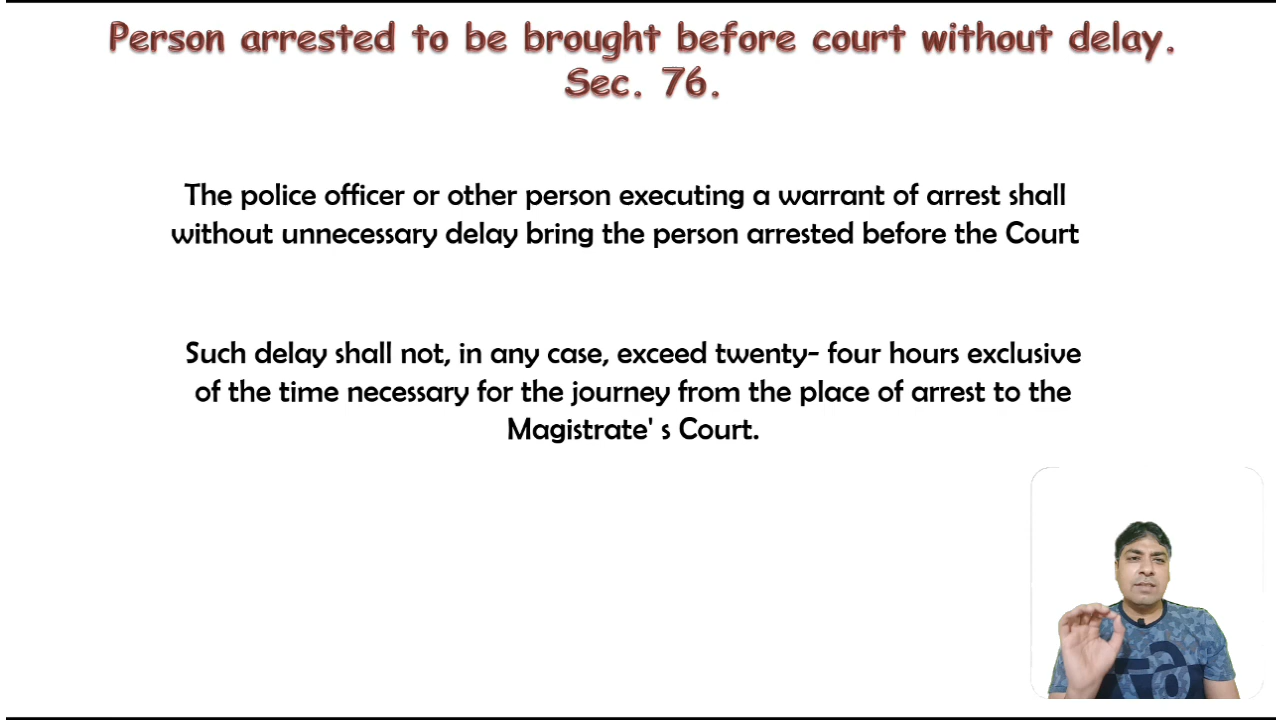 Person arrested to be brought before court without delay.
Sec. 76.
The police officer or other person executing a warrant of arrest shall
without unnecessary delay bring the person arrested before the Court
Such delay shall not, in any case, exceed twenty- four hours exclusive
of the time necessary for the journey from the place of arrest to the
Magistrate' s Court.